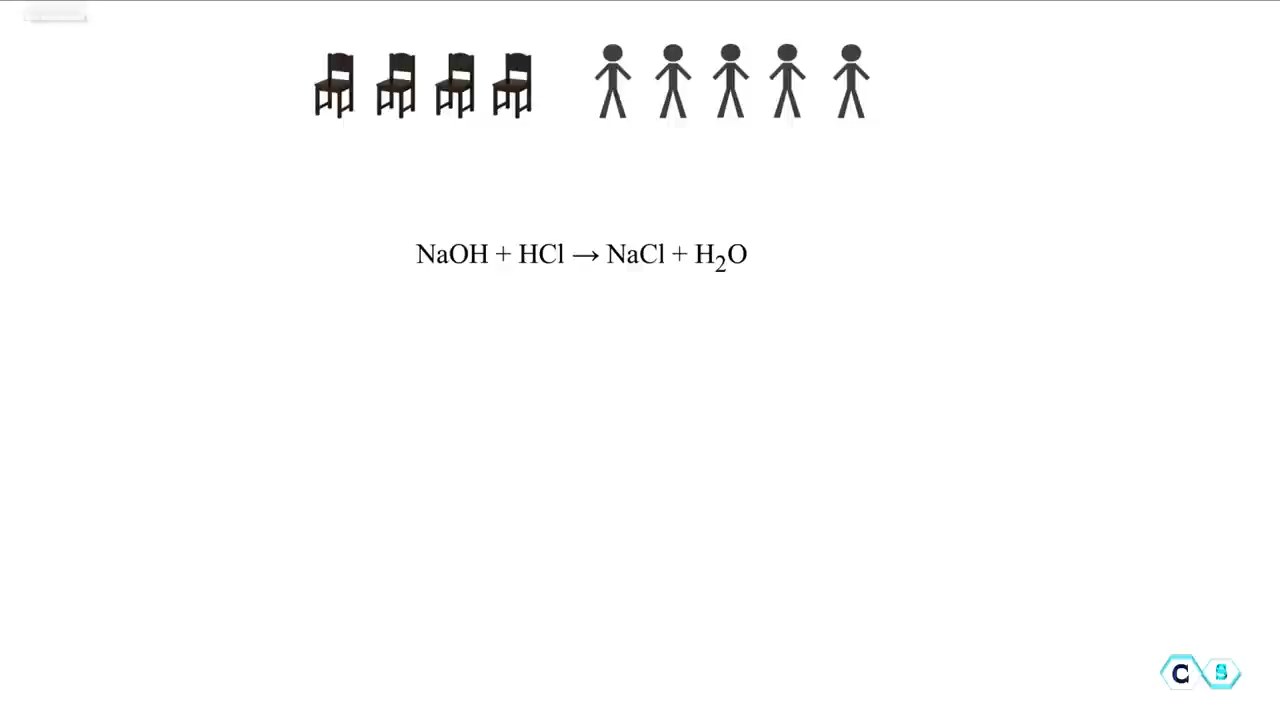 NaOH + HCl → NaCl + H₂O
C S